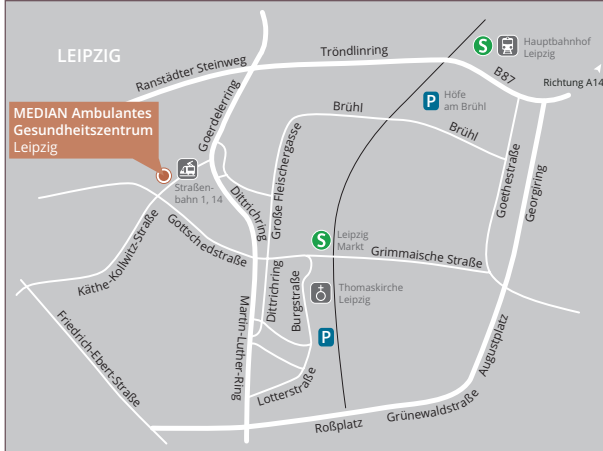 LEIPZIG
Ranstädter Steinweg
Tröndlinring
S
Hauptbahnhof
Leipzig
B87
Richtung A14
MEDIAN Ambulantes
Gesundheitszentrum
Leipzig
Goerdelerring
Große Fleischergasse
Brühl
P
Höfe
am Brühl
Brühl
Goethestraße
Georgiring
Straßen-
bahn 1, 14
Dittrichring
Käthe-Kollwitz-Straße
Gottschedstraße
S
Leipzig
Markt
Grimmaische Straße
Dittrichring
Burgstraße
Thomaskirche
Leipzig
P
Friedrich-Ebert-Straße
Martin-Luther-Ring
Lotterstraße
Roßplatz
Grünewaldstraße
Augustplatz